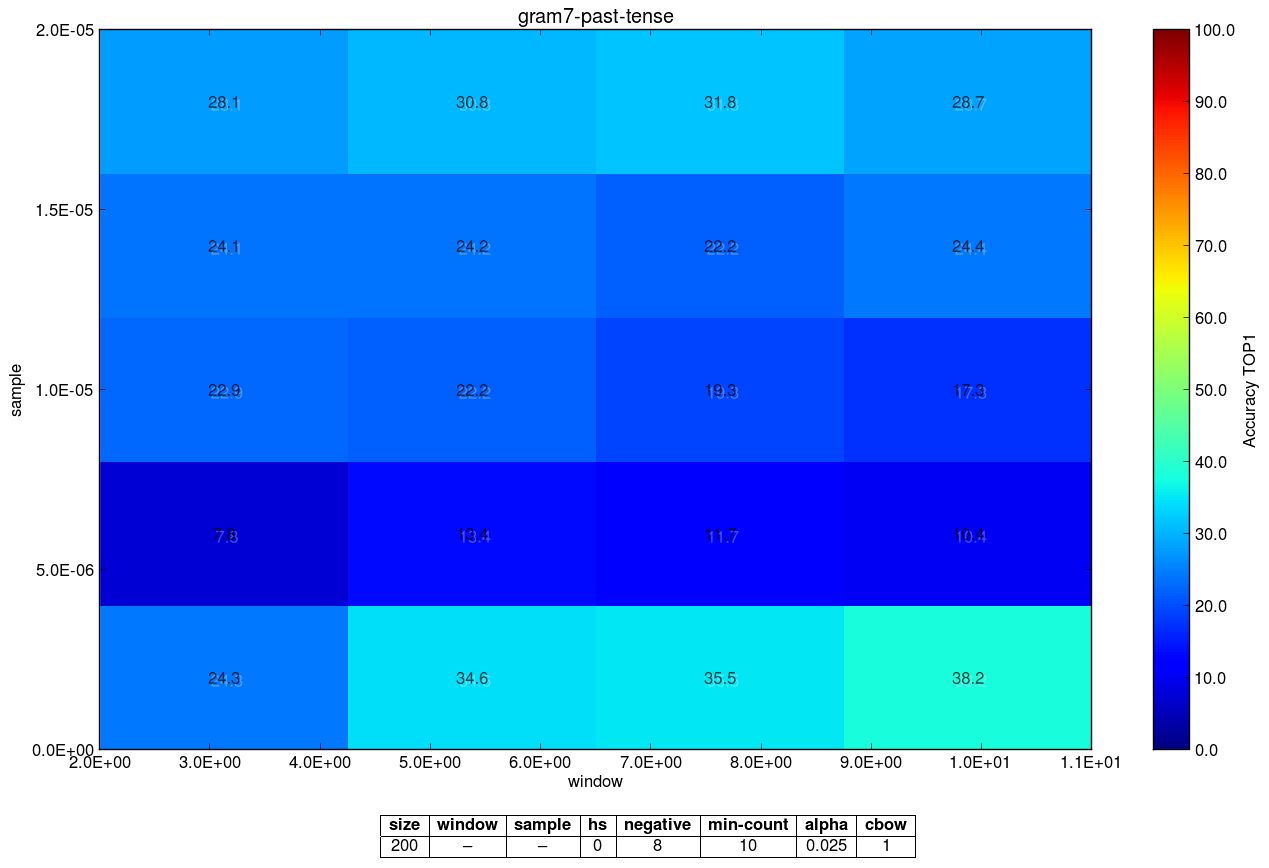 gram7-past-tense
2.0E-05
28.1 30.8 31.8 28.7
1.5E-05
24.1 24.2 22.2 24.4
sample
1.0E-05
22.9 22.2 19.3 17.3
7.8 13.4 11.7 10.4
5.0E-06
24.3 34.6 35.5 38.2
0.0E+00
2.0E+00 3.0E+00 4.0E+00 5.0E+00 6.0E+00 7.0E+00 8.0E+00 9.0E+00 1.0E+01 1.1E+01
window
100.0
90.0
80.0
70.0
60.0
50.0
40.0
30.0
20.0
10.0
0.0
Accuracy TOP1
size window sample hs negative min-count alpha cbow
200 – – 0 8 10 0.025 1